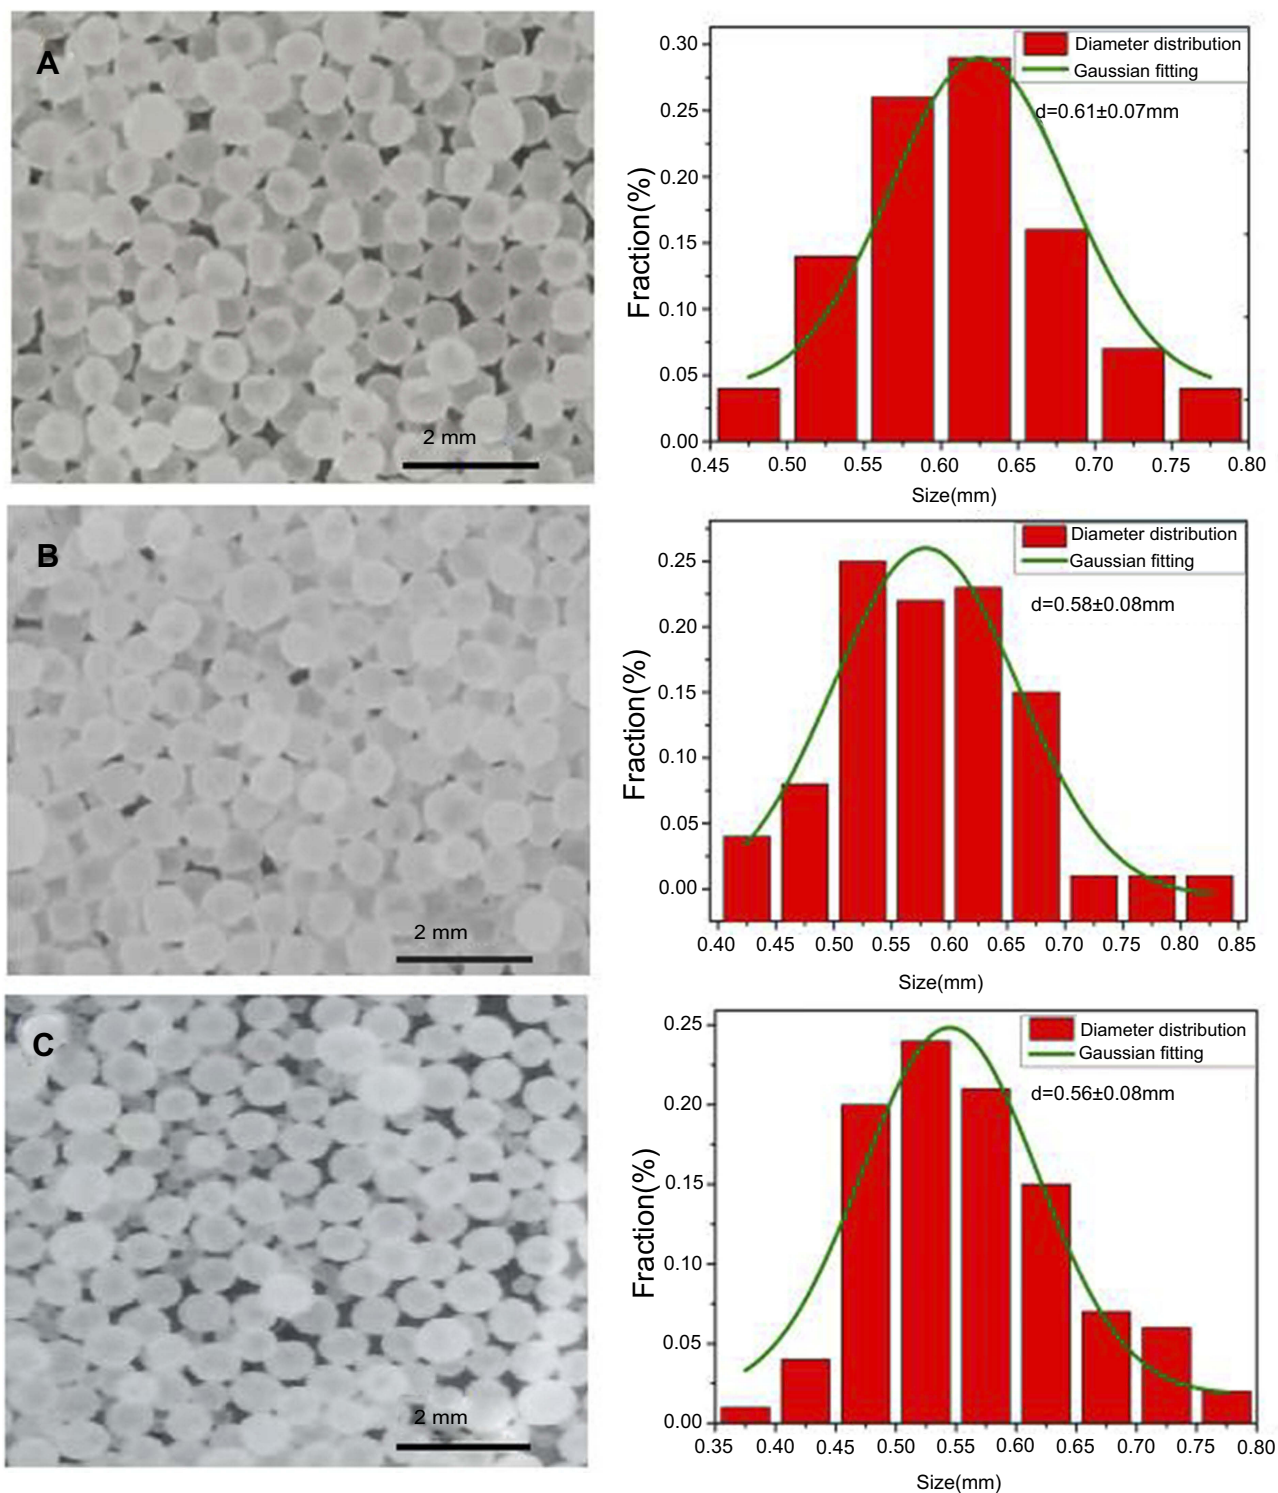 A
2 mm
0.30
0.25
0.20
0.15
0.10
0.05
0.00
Fraction(%)
Diameter distribution
Gaussian fitting
d=0.61±0.07mm
0.45 0.50 0.55 0.60 0.65 0.70 0.75 0.80
Size(mm)
B
2 mm
0.25
0.20
0.15
0.10
0.05
0.00
Fraction(%)
Diameter distribution
Gaussian fitting
d=0.58±0.08mm
0.40 0.45 0.50 0.55 0.60 0.65 0.70 0.75 0.80 0.85
Size(mm)
C
2 mm
0.25
0.20
0.15
0.10
0.05
0.00
Fraction(%)
Diameter distribution
Gaussian fitting
d=0.56±0.08mm
0.35 0.40 0.45 0.50 0.55 0.60 0.65 0.70 0.75 0.80
Size(mm)